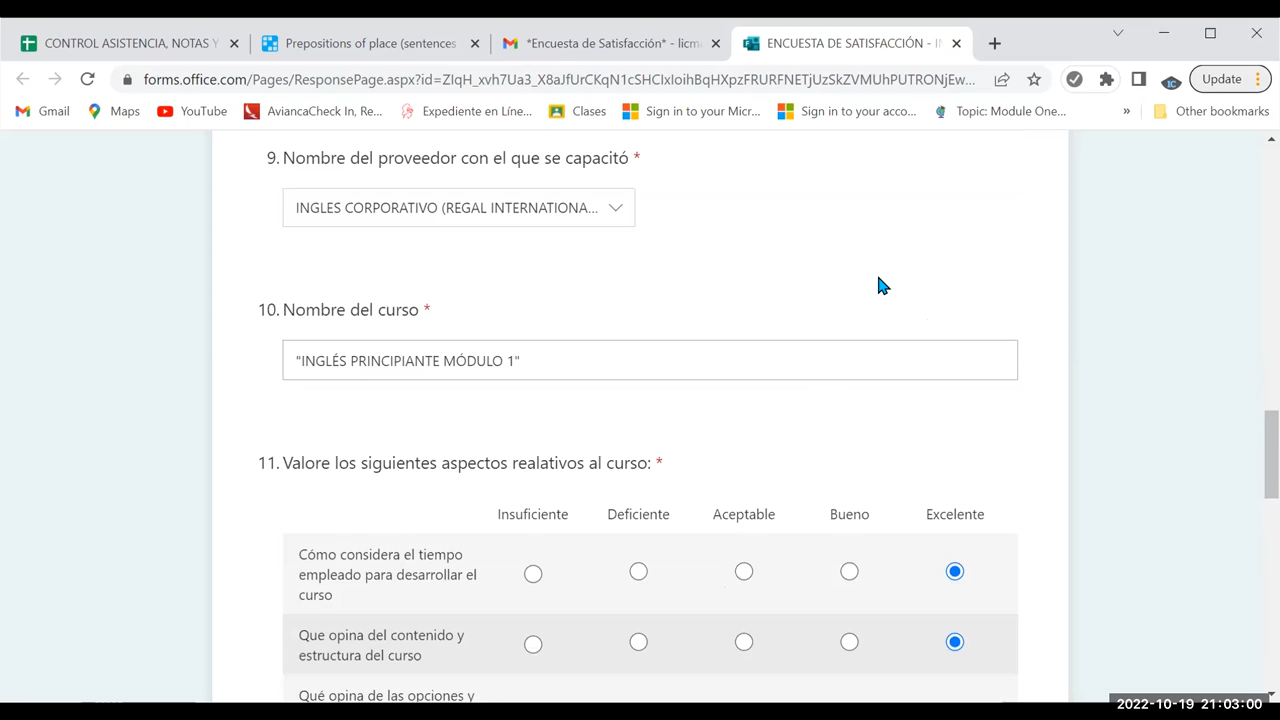 CONTROL ASISTENCIA, NOTAS Y
Prepositions of place (sentences
*Encuesta de Satisfacción* - licm
ENCUESTA DE SATISFACCIÓN - I
forms.office.com/Pages/ResponsePage.aspx?id=ZIqH_xvh7Ua3_X8aJfUrCKqN1cSHCIxIoihBqHXpzFRURFNETjUzSkZVMUhPUTRONjEw...
Update
Gmail
Maps
YouTube
AviancaCheck In, Re...
Expediente en Líne...
Clases
Sign in to your Micr...
Sign in to your acco...
Topic: Module One...
»
Other bookmarks
9. Nombre del proveedor con el que se capacitó *
INGLES CORPORATIVO (REGAL INTERNATIONA...
10. Nombre del curso *
"INGLÉS PRINCIPIANTE MÓDULO 1"
11. Valore los siguientes aspectos realativos al curso: *
Insuficiente Deficiente Aceptable Bueno Excelente
Cómo considera el tiempo
empleado para desarrollar el
curso
Que opina del contenido y
estructura del curso
Qué opina de las opciones y
2022-10-19 21:03:00